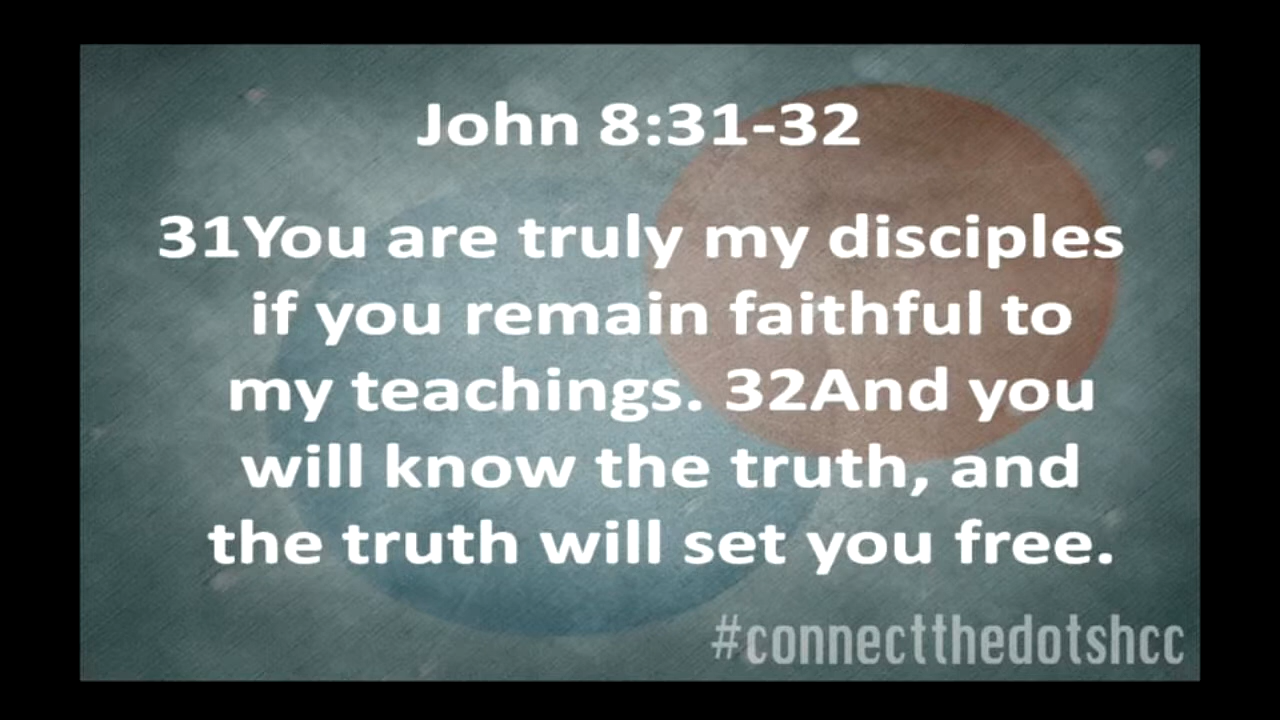 John 8:31-32
31You are truly my disciples
if you remain faithful to
my teachings. 32And you
will know the truth, and
the truth will set you free.
#connectthedotshcc